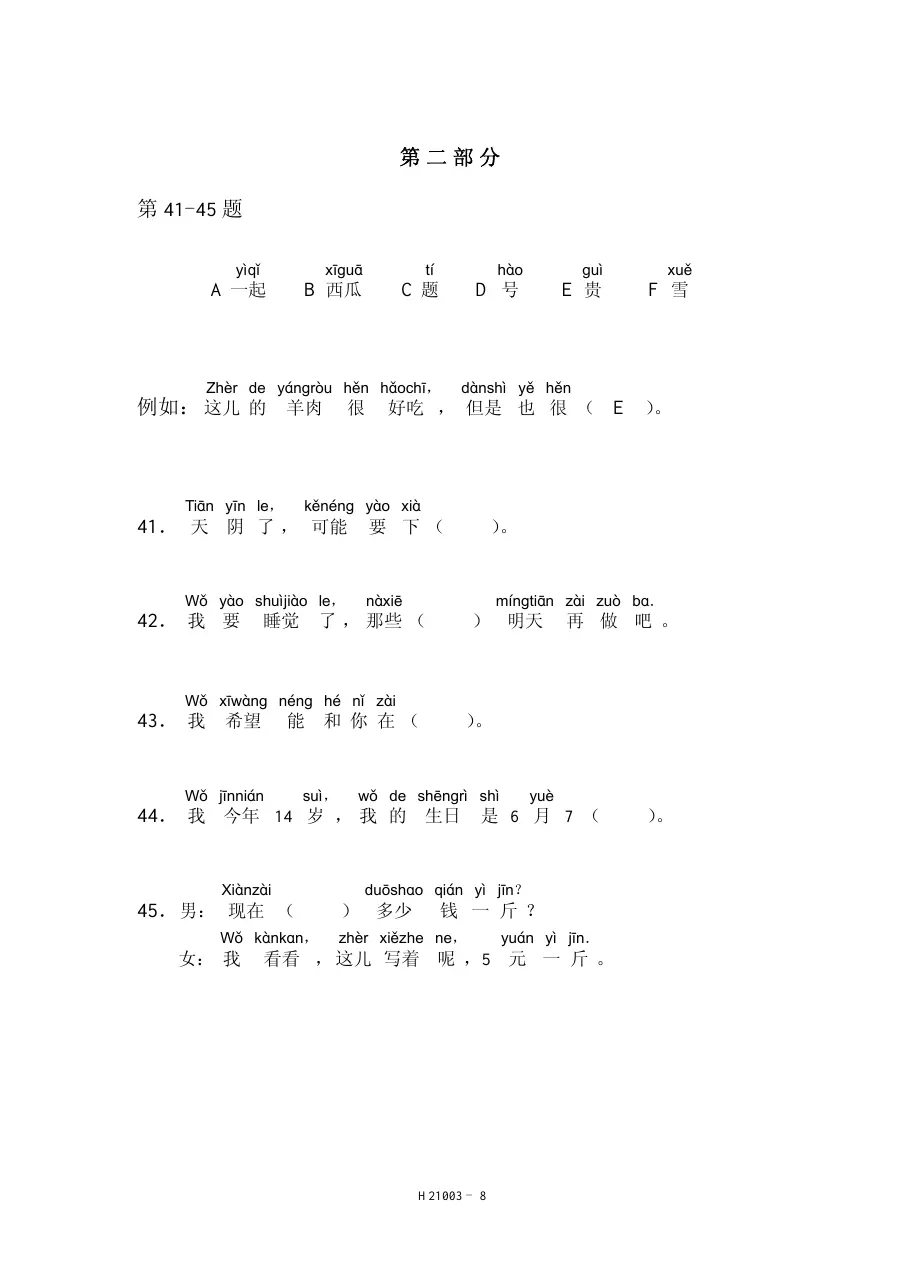 第二部分
第 41-45 题
yìqǐ xīguā tí hào guì xuě
A 一起 B 西瓜 C 题 D 号 E 贵 F 雪
Zhèr de yángròu hěn hǎochī, dànshì yě hěn
例如：这儿 的 羊肉 很 好吃 ， 但是 也 很 （ E ）。
Tiān yīn le, kěnéng yào xià
41． 天 阴 了 ， 可能 要 下 （ ）。
Wǒ yào shuìjiào le, nàxiē míngtiān zài zuò ba.
42． 我 要 睡觉 了 ， 那些 （ ） 明天 再 做 吧 。
Wǒ xīwàng néng hé nǐ zài
43． 我 希望 能 和 你 在 （ ）。
Wǒ jīnnián suì, wǒ de shēngrì shì yuè
44． 我 今年 14 岁 ， 我 的 生日 是 6 月 7 （ ）。
Xiànzài duōshao qián yì jīn?
45．男： 现在 （ ） 多少 钱 一 斤 ？
Wǒ kànkan, zhèr xiězhe ne, yuán yì jīn.
女： 我 看看 ，这儿 写着 呢 ，5 元 一 斤 。
H21003 - 8